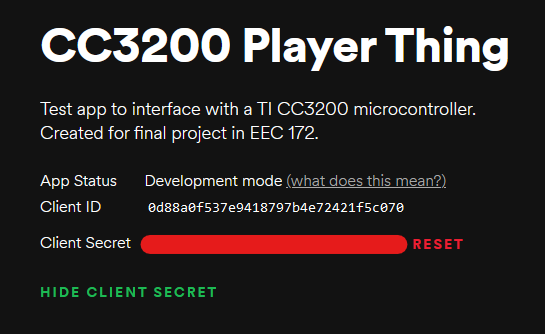 CC3200 Player Thing
Test app to interface with a TI CC3200 microcontroller.
Created for final project in EEC 172.
App Status Development mode (what does this mean?)
Client ID 0d88a0f537e9418797b4e72421f5c070
Client Secret RESET
HIDE CLIENT SECRET